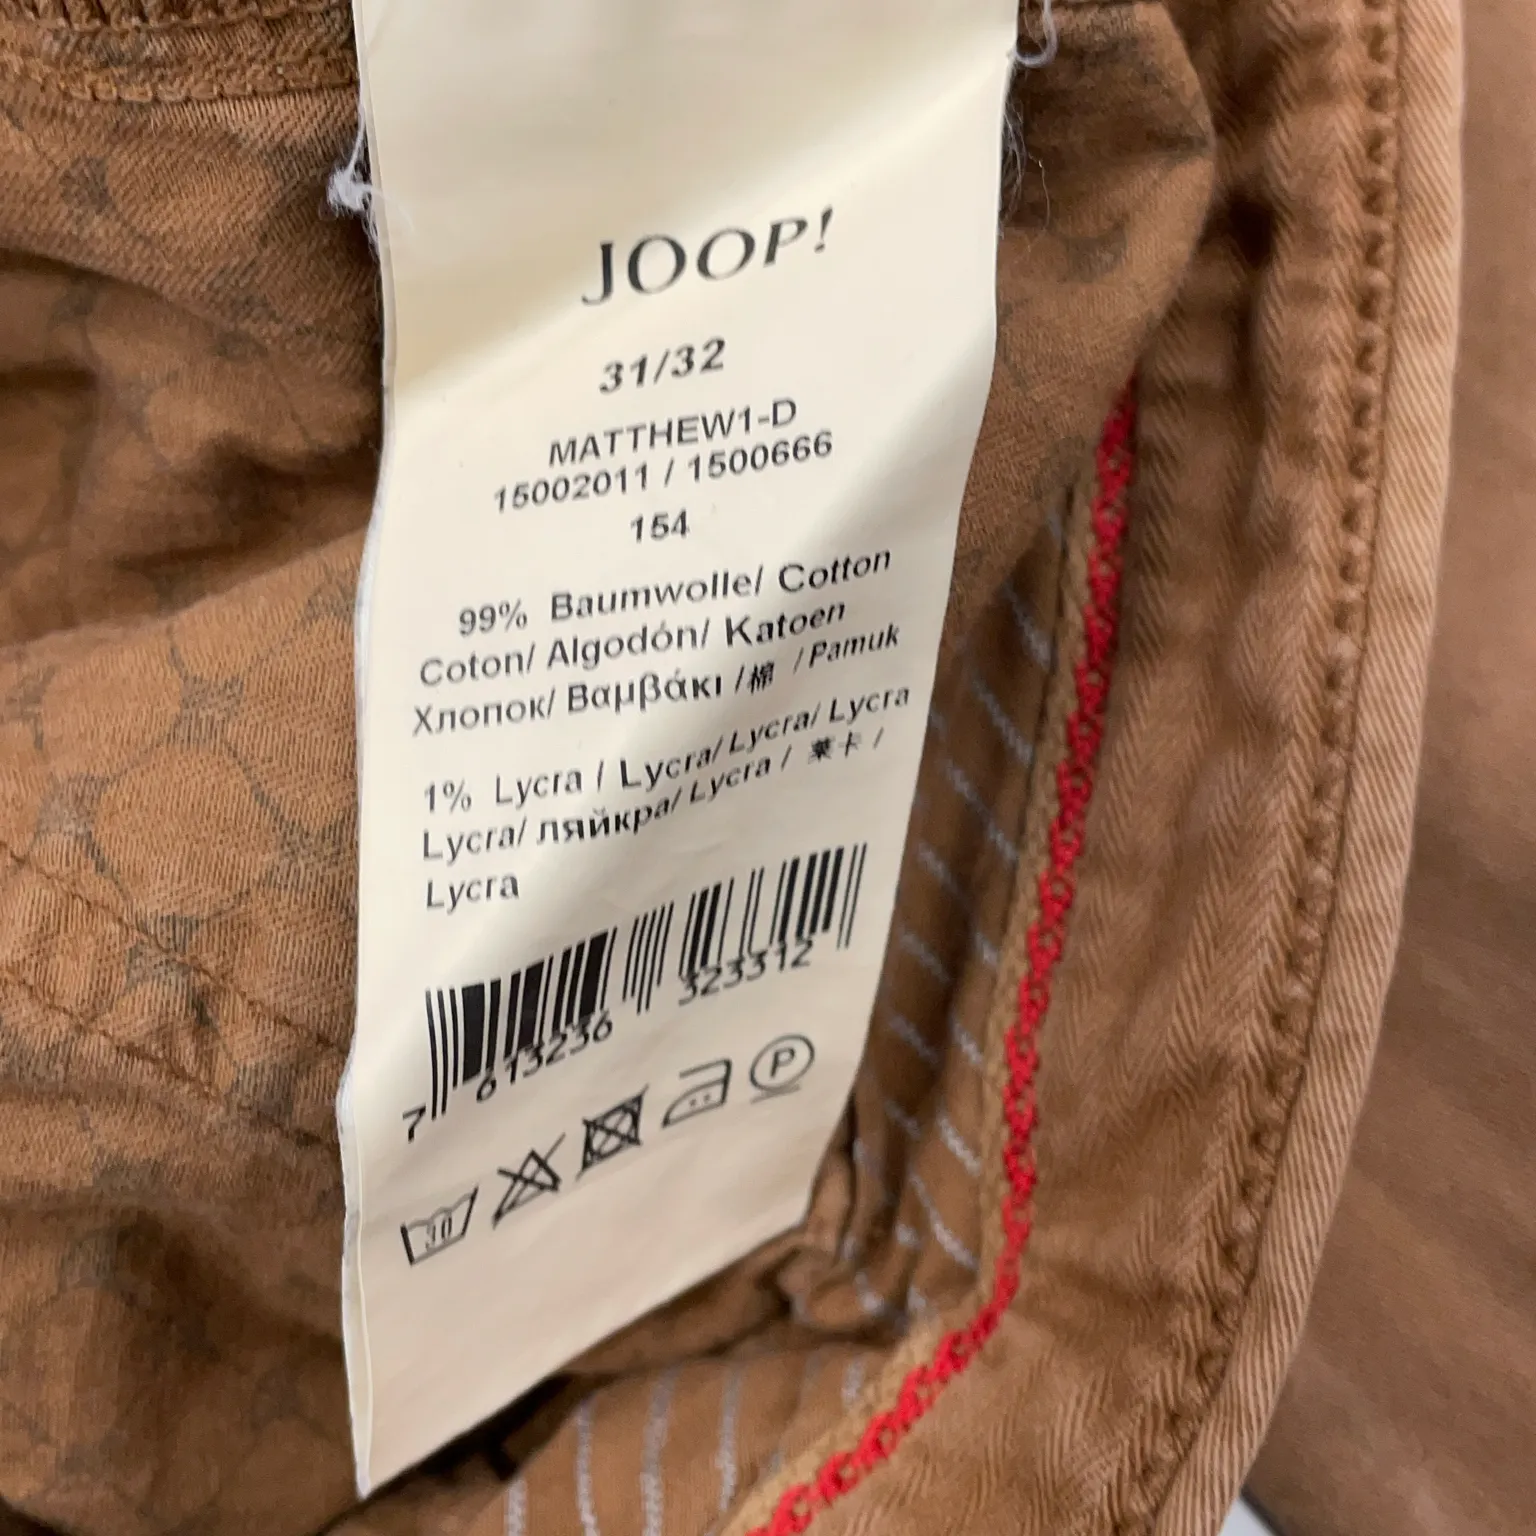 JOOP!
31/32
MATTHEW1-D
15002011 / 1500666
154
99% Baumwolle/ Cotton
Coton/ Algodón/ Katoen
Хлопок/ Βαμβάκι /棉 /Pamuk
1% Lycra / Lycra/ Lycra/ Lycra
Lycra/ ляйкра/ Lycra / 莱卡 /
Lycra
7 613236 323312
30
P